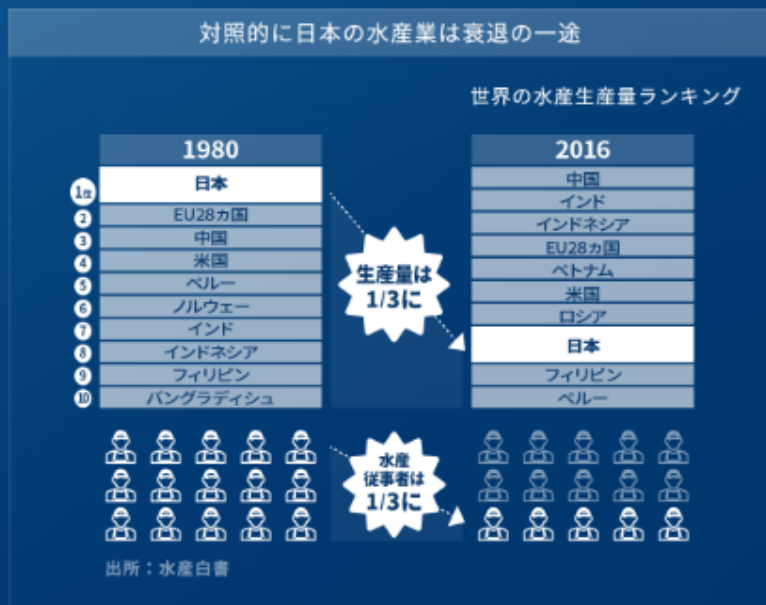 対照的に日本の水産業は衰退の一途
世界の水産生産量ランキング
1980
1位 日本
2 EU28カ国
3 中国
4 米国
5 ペルー
6 ノルウェー
7 インド
8 インドネシア
9 フィリピン
10 バングラディシュ
生産量は
1/3に
2016
中国
インド
インドネシア
EU28カ国
ベトナム
米国
ロシア
日本
フィリピン
ペルー
水産
従事者は
1/3に
出所：水産白書